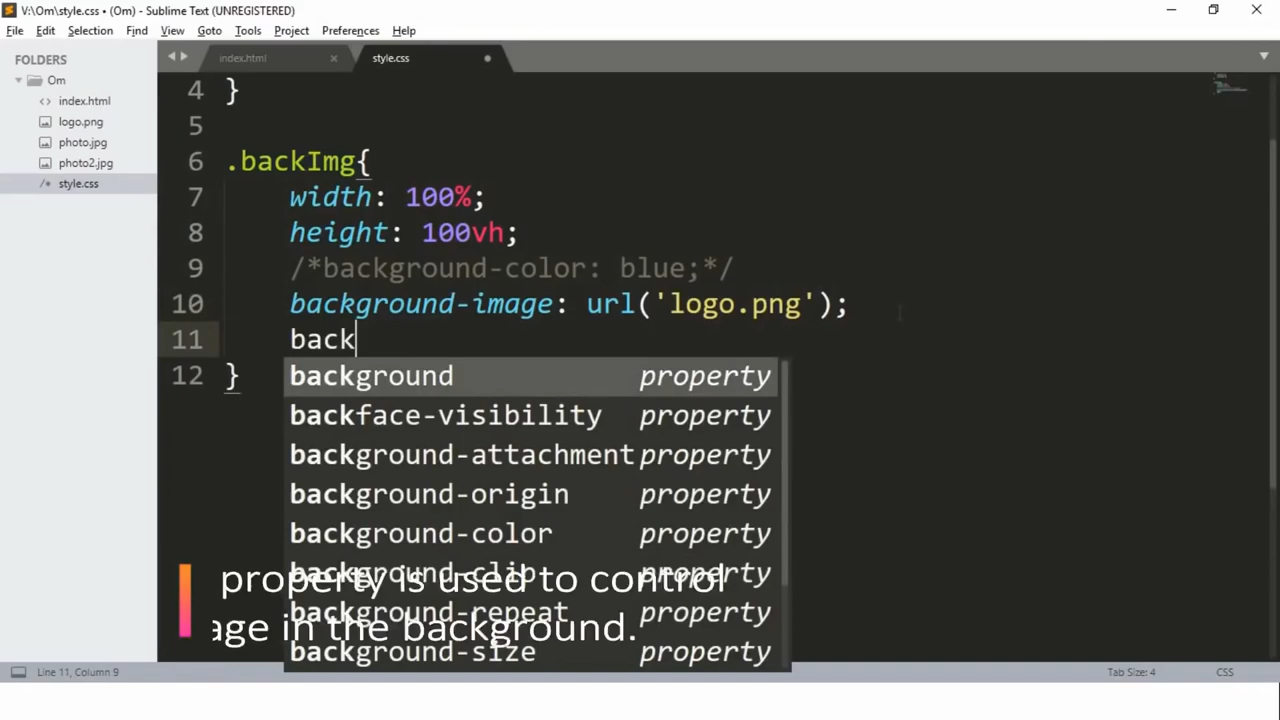 V:\Om\style.css • (Om) - Sublime Text (UNREGISTERED)
File Edit Selection Find View Goto Tools Project Preferences Help
FOLDERS
Om
index.html
logo.png
photo.jpg
photo2.jpg
style.css
index.html ×
style.css
4 }
5
6 .backImg{
7 width: 100%;
8 height: 100vh;
9 /*background-color: blue;*/
10 background-image: url('logo.png');
11 back
12 }
background property
backface-visibility property
background-attachment property
background-origin property
background-color property
background-clip property
background-repeat property
background-size property
property is used to control
age in the background.
Line 11, Column 9
Tab Size: 4
CSS